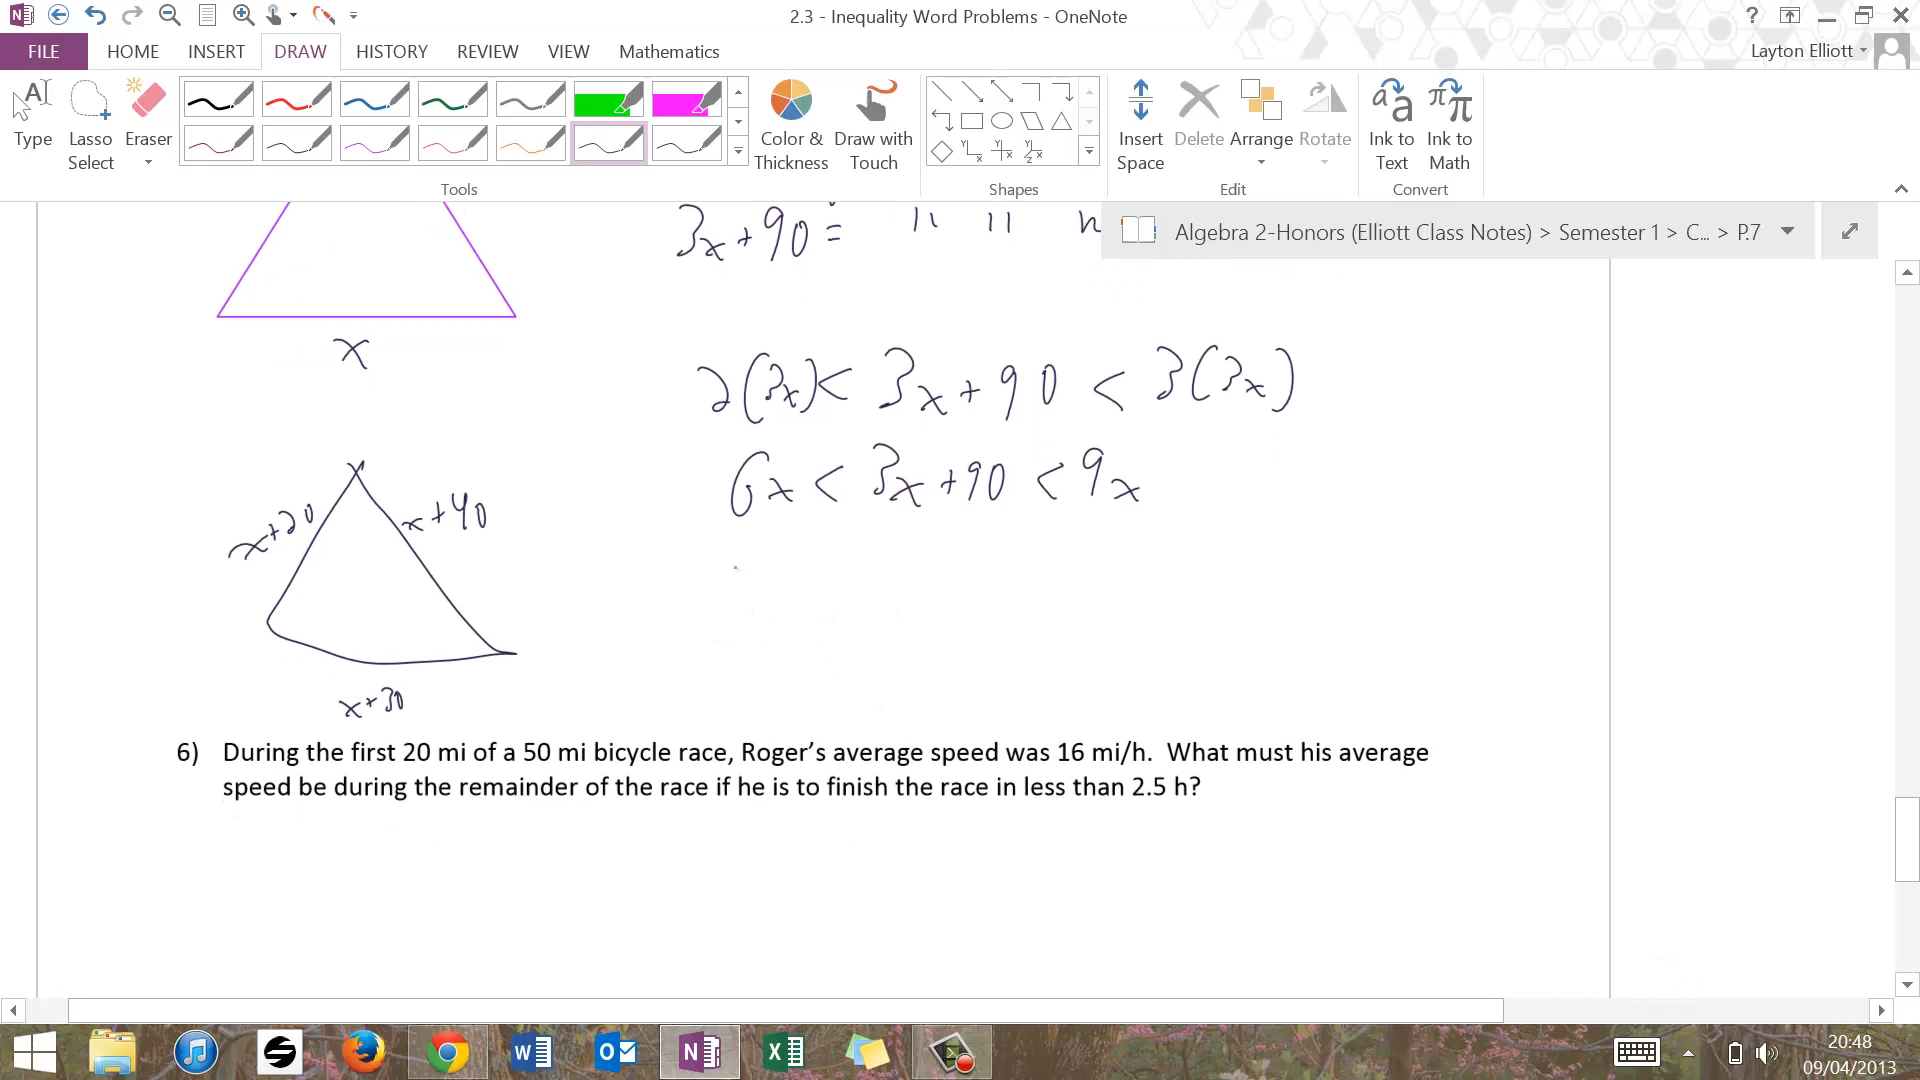 2.3 - Inequality Word Problems - OneNote
FILE HOME INSERT DRAW HISTORY REVIEW VIEW Mathematics
Layton Elliott
Type
Lasso Select
Eraser
Color & Thickness
Draw with Touch
Insert Space
Delete
Arrange
Rotate
Ink to Text
Ink to Math
Tools
Shapes
Edit
Convert
3x+90 = " "
Algebra 2-Honors (Elliott Class Notes) > Semester 1 > C... > P.7
x
2(3x) < 3x+90 < 3(3x)
6x < 3x+90 < 9x
x+20
x+40
x+30
6) During the first 20 mi of a 50 mi bicycle race, Roger’s average speed was 16 mi/h. What must his average
speed be during the remainder of the race if he is to finish the race in less than 2.5 h?
20:48
09/04/2013